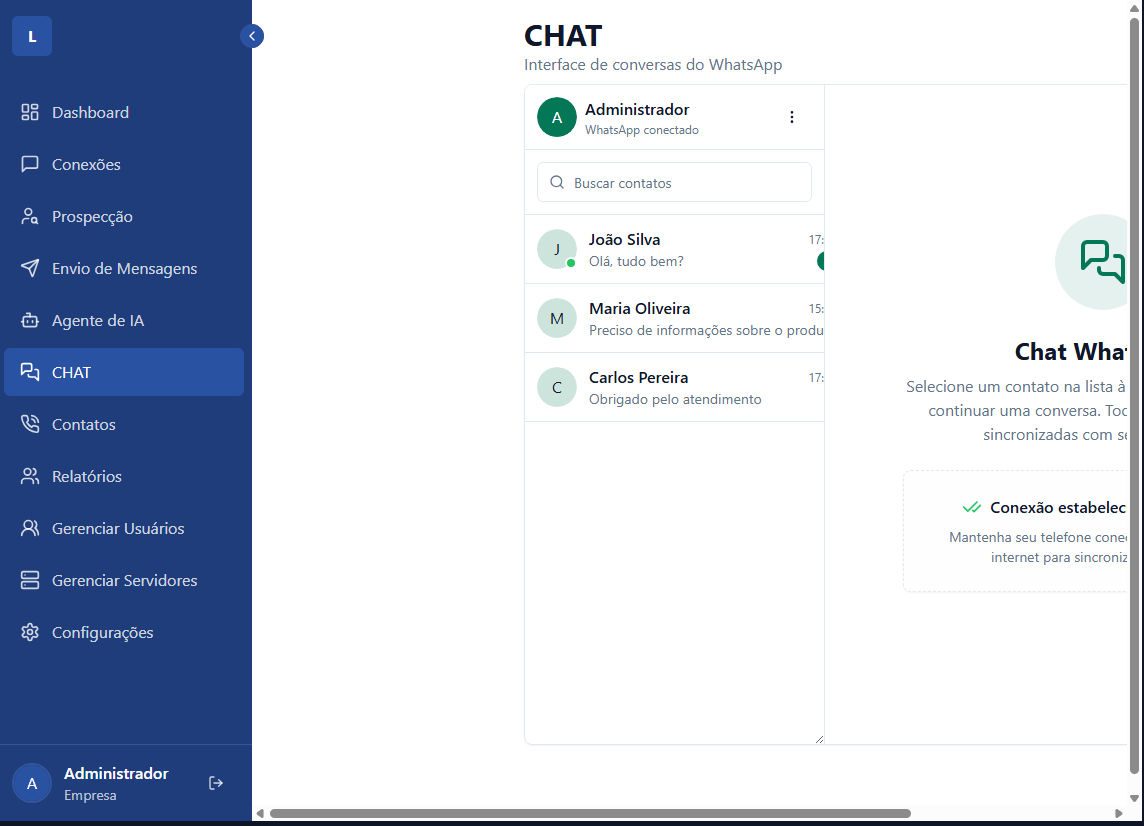 L
Dashboard
Conexões
Prospecção
Envio de Mensagens
Agente de IA
CHAT
Contatos
Relatórios
Gerenciar Usuários
Gerenciar Servidores
Configurações
A
Administrador
Empresa
CHAT
Interface de conversas do WhatsApp
A
Administrador
WhatsApp conectado
Buscar contatos
J
João Silva
17:
Olá, tudo bem?
M
Maria Oliveira
15:
Preciso de informações sobre o produ
C
Carlos Pereira
17:
Obrigado pelo atendimento
Chat What
Selecione um contato na lista à
continuar uma conversa. Toc
sincronizadas com se
Conexão estabelec
Mantenha seu telefone conec
internet para sincroniz